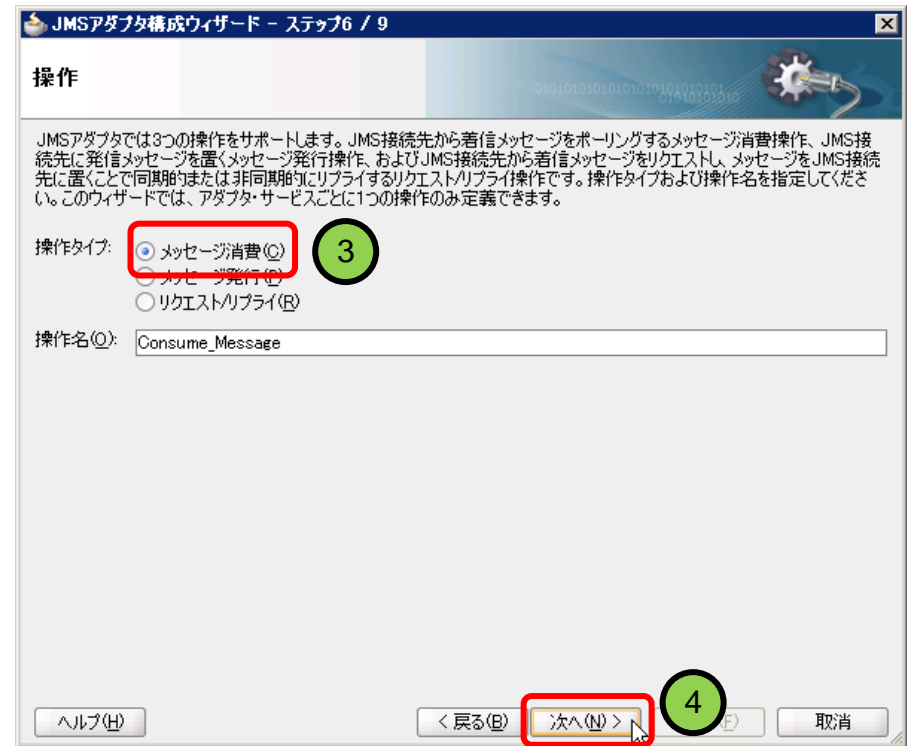 JMSアダプタ構成ウィザード - ステップ6 / 9
操作
010101010101010101010101
0101010101010
JMSアダプタでは3つの操作をサポートします。JMS接続先から着信メッセージをポーリングするメッセージ消費操作、JMS接
続先に発信メッセージを置くメッセージ発行操作、およびJMS接続先から着信メッセージをリクエストし、メッセージをJMS接続
先に置くことで同期的または非同期的にリプライするリクエスト/リプライ操作です。操作タイプおよび操作名を指定してくださ
い。このウィザードでは、アダプタ・サービスごとに1つの操作のみ定義できます。
操作タイプ: メッセージ消費(C) 3
メッセージ発行(P)
リクエスト/リプライ(R)
操作名(O): Consume_Message
ヘルプ(H) < 戻る(B) 次へ(N) > 4 取消